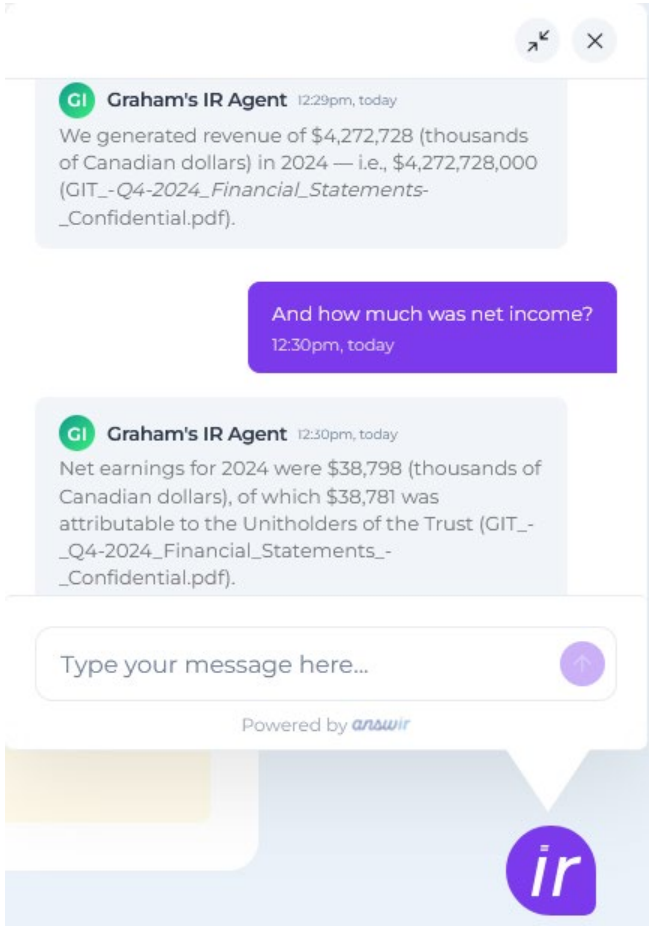 GI Graham's IR Agent 12:29pm, today
We generated revenue of $4,272,728 (thousands
of Canadian dollars) in 2024 — i.e., $4,272,728,000
(GIT_-Q4-2024_Financial_Statements-
_Confidential.pdf).
And how much was net income?
12:30pm, today
GI Graham's IR Agent 12:30pm, today
Net earnings for 2024 were $38,798 (thousands of
Canadian dollars), of which $38,781 was
attributable to the Unitholders of the Trust (GIT_-
_Q4-2024_Financial_Statements_-
_Confidential.pdf).
Type your message here...
Powered by answir
ir